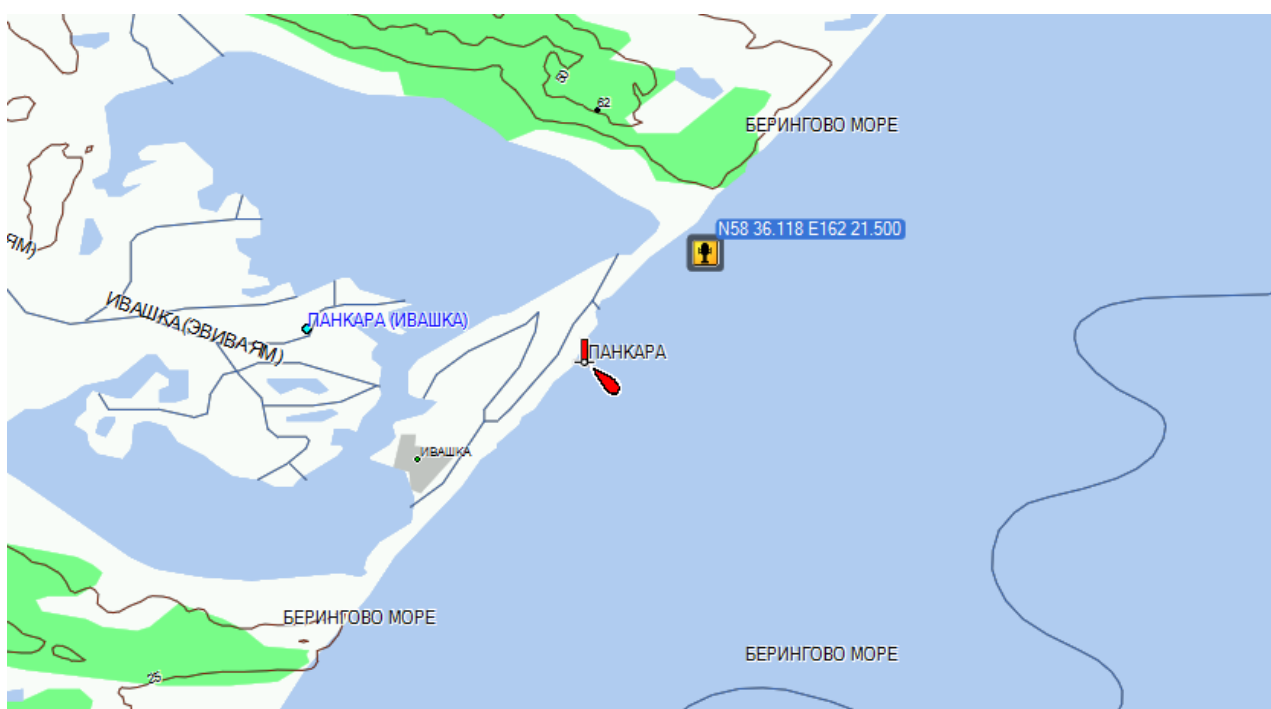 50
62
БЕРИНГОВО МОРЕ
N58 36.118 E162 21.500
ЯМ)
ИВАШКА (ЭВИВАЯМ)
ПАНКАРА (ИВАШКА)
ПАНКАРА
ИВАШКА
БЕРИНГОВО МОРЕ
БЕРИНГОВО МОРЕ
25